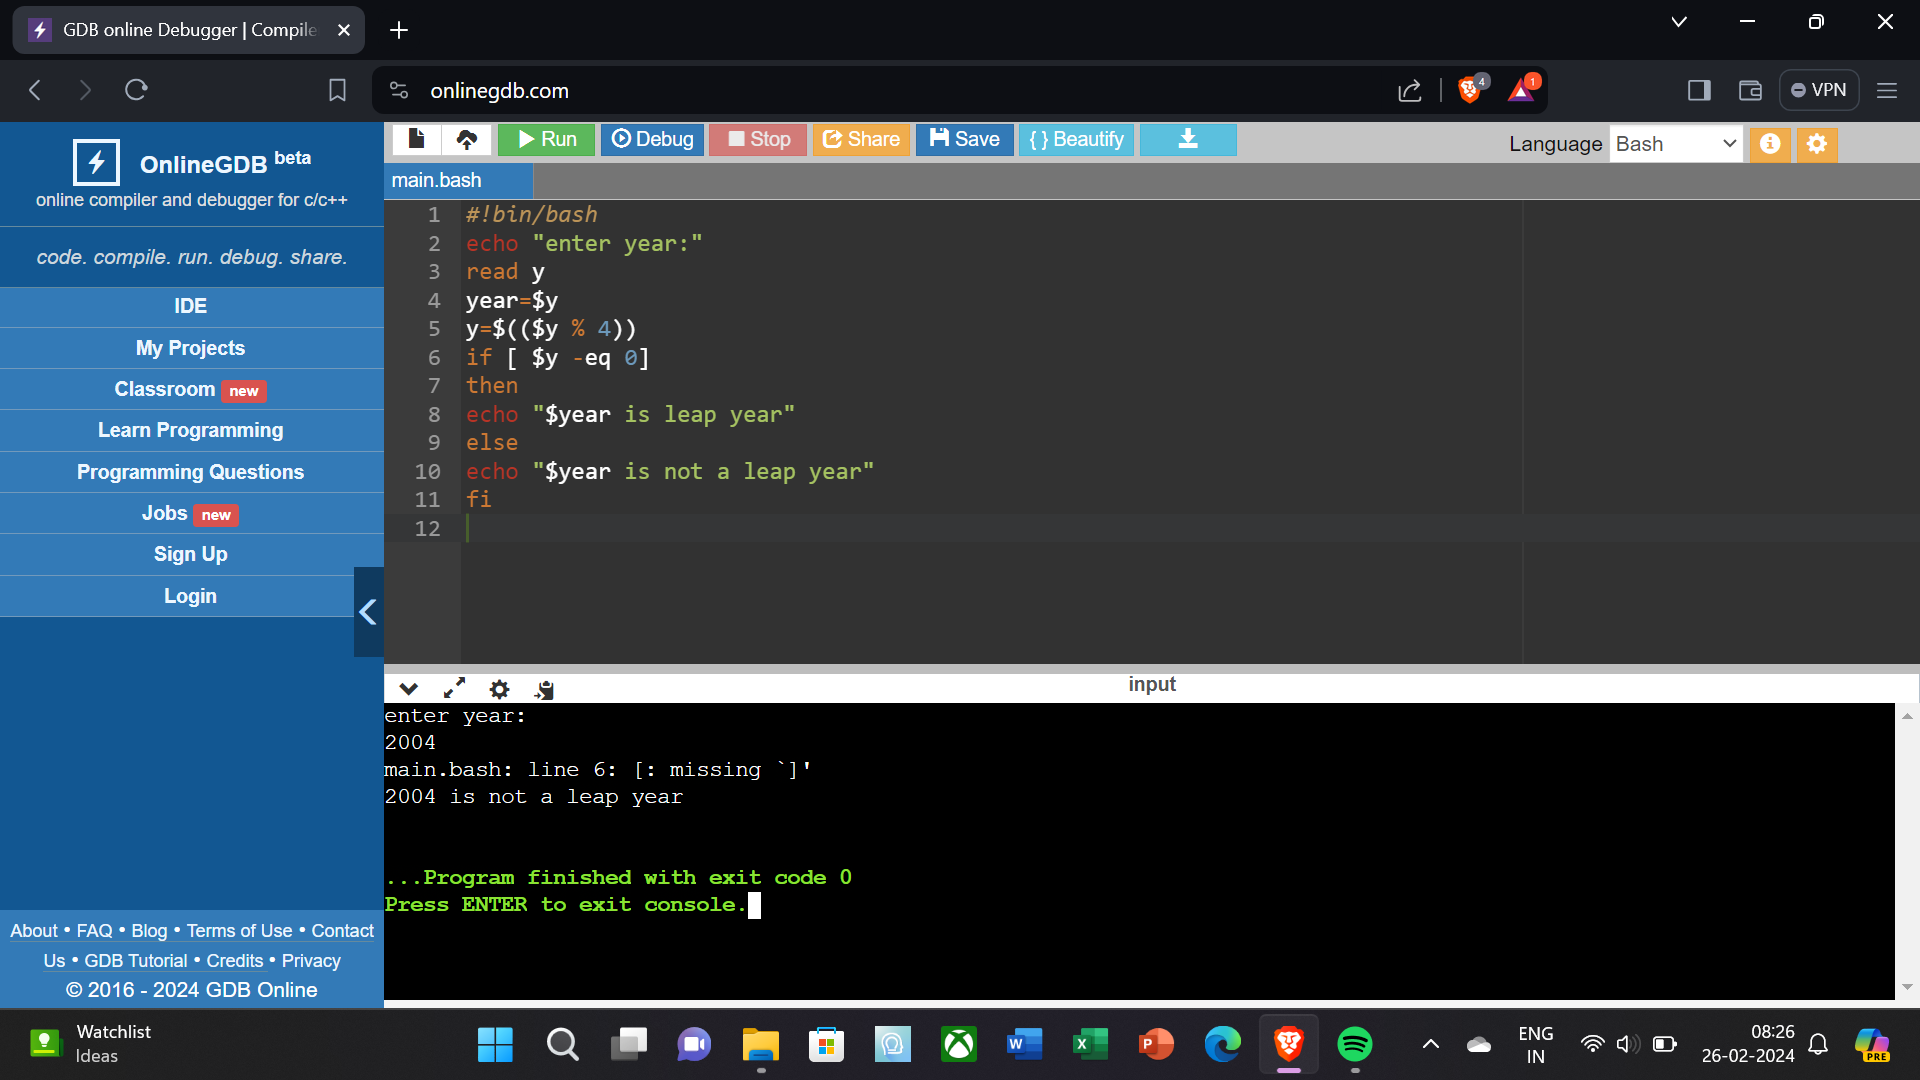 GDB online Debugger | Compile
onlinegdb.com
4
1
VPN
OnlineGDB beta
online compiler and debugger for c/c++
code. compile. run. debug. share.
IDE
My Projects
Classroom new
Learn Programming
Programming Questions
Jobs new
Sign Up
Login
About • FAQ • Blog • Terms of Use • Contact
Us • GDB Tutorial • Credits • Privacy
© 2016 - 2024 GDB Online
Run Debug Stop Share Save { } Beautify
Language Bash
main.bash
1 #!bin/bash
2 echo "enter year:"
3 read y
4 year=$y
5 y=$(($y % 4))
6 if [ $y -eq 0]
7 then
8 echo "$year is leap year"
9 else
10 echo "$year is not a leap year"
11 fi
12
input
enter year:
2004
main.bash: line 6: [: missing `]'
2004 is not a leap year
...Program finished with exit code 0
Press ENTER to exit console.
Watchlist
Ideas
W
X
P
ENG
IN
08:26
26-02-2024
PRE